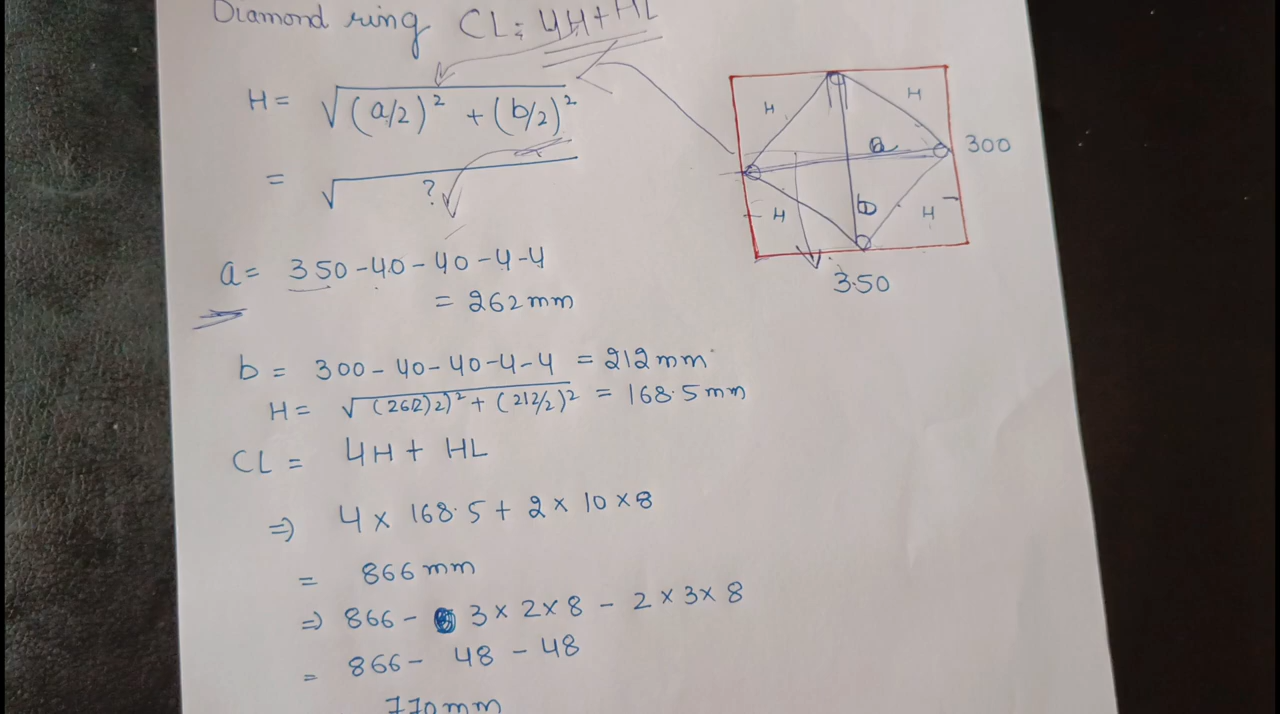 Diamond ring CL: 4H + HL
H = √(a/2)² + (b/2)²
= √ ?
H
H
a
300
b
H
H
350
a = 350 - 40 - 40 - 4 - 4
= 262 mm
b = 300 - 40 - 40 - 4 - 4 = 212 mm
H = √(262/2)² + (212/2)² = 168.5 mm
CL = 4H + HL
⇒ 4 × 168.5 + 2 × 10 × 8
= 866 mm
⇒ 866 - 3 × 2 × 8 - 2 × 3 × 8
= 866 - 48 - 48
770 mm